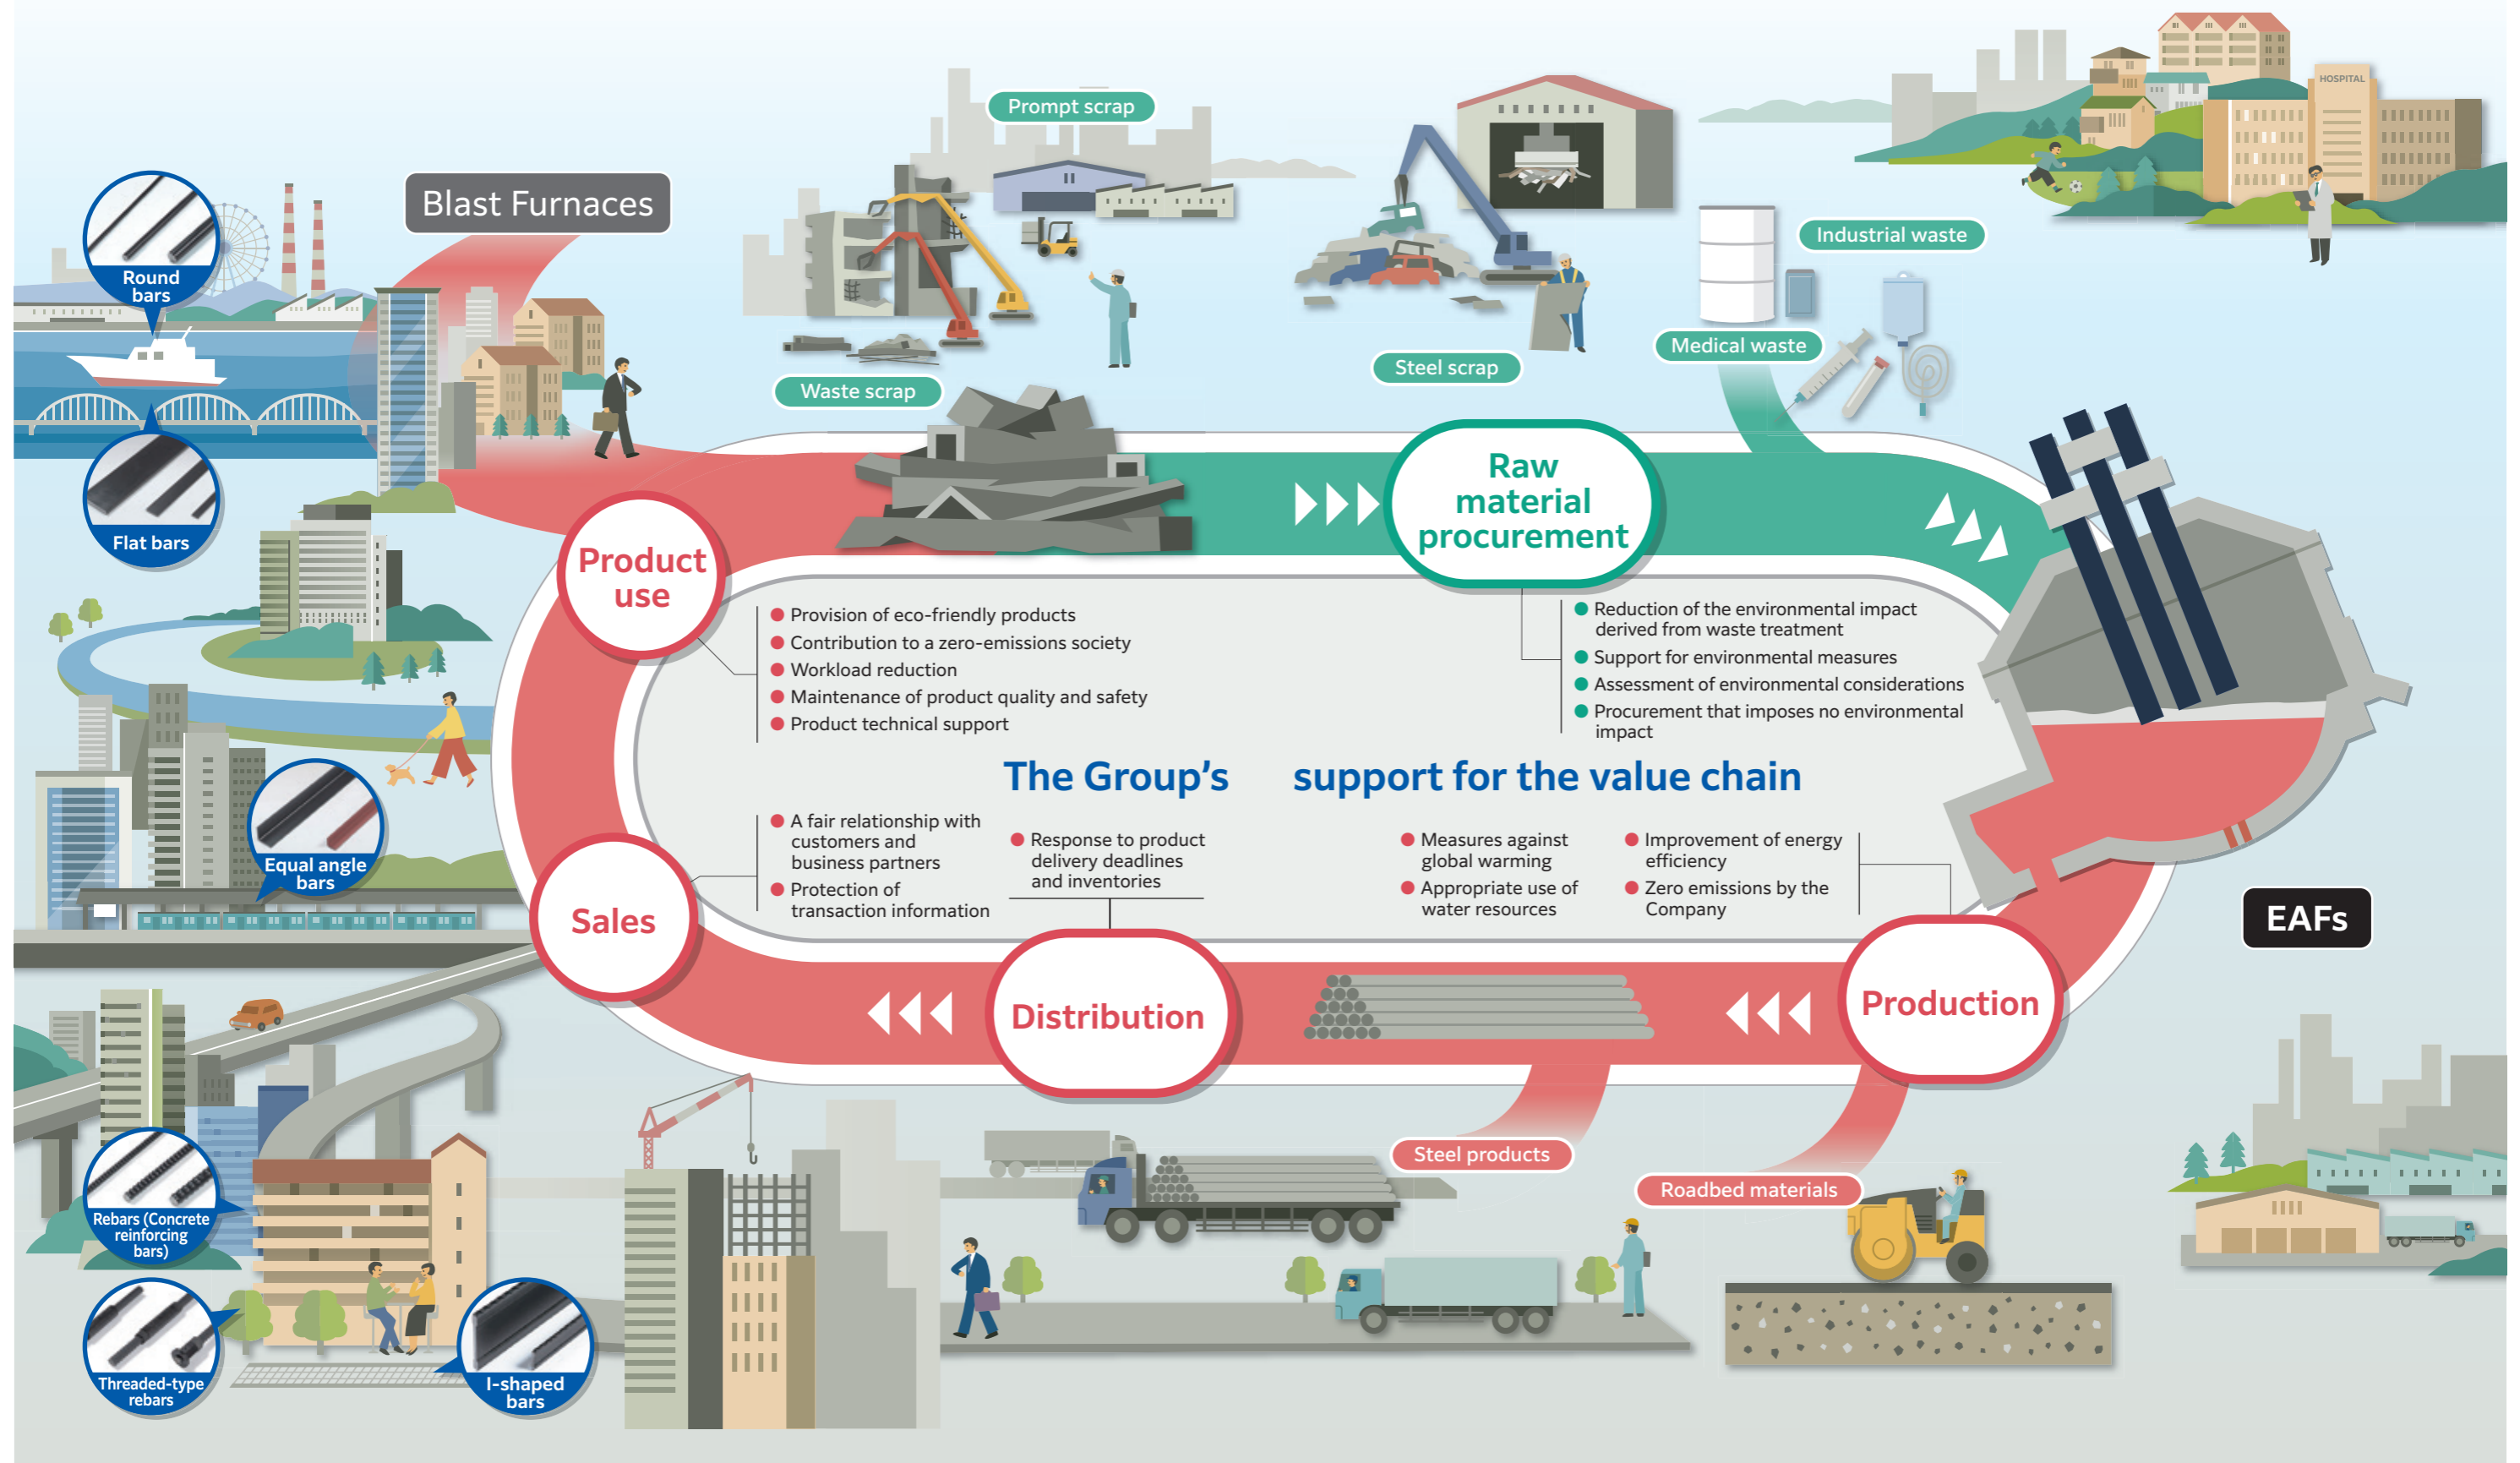 HOSPITAL
Prompt scrap
Blast Furnaces
Industrial waste
Round
bars
Medical waste
Steel scrap
Waste scrap
Flat bars
Raw
material
procurement
Product
use
● Provision of eco-friendly products
● Contribution to a zero-emissions society
● Workload reduction
● Maintenance of product quality and safety
● Product technical support
● Reduction of the environmental impact
derived from waste treatment
● Support for environmental measures
● Assessment of environmental considerations
● Procurement that imposes no environmental
impact
The Group’s support for the value chain
Equal angle
bars
Sales
● A fair relationship with
customers and
business partners
● Protection of
transaction information
● Response to product
delivery deadlines
and inventories
● Measures against
global warming
● Appropriate use of
water resources
● Improvement of energy
efficiency
● Zero emissions by the
Company
EAFs
Distribution
Production
Steel products
Roadbed materials
Rebars (Concrete
reinforcing
bars)
Threaded-type
rebars
I-shaped
bars